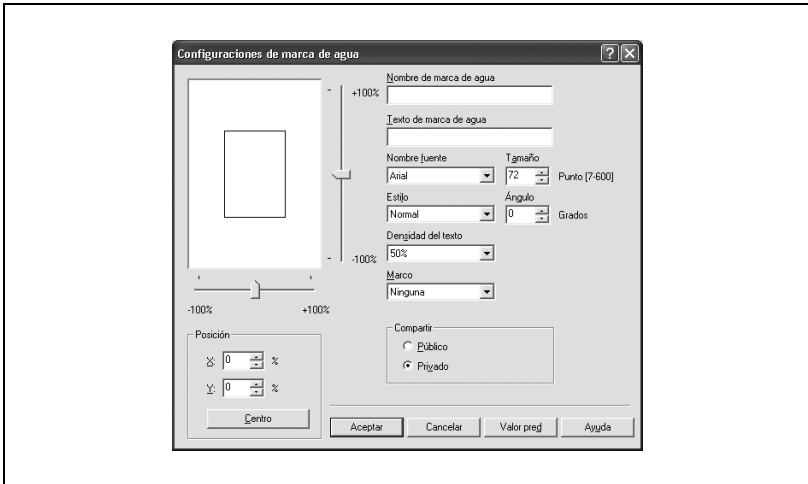 Configuraciones de marca de agua
Nombre de marca de agua
+100%
Texto de marca de agua
Nombre fuente Tamaño
Arial 72 Punto [7-600]
Estilo Ángulo
Normal 0 Grados
Densidad del texto
-100% 50%
Marco
Ninguna
-100% +100%
Posición
X: 0 %
Y: 0 %
Centro
Compartir
Público
Privado
Aceptar Cancelar Valor pred Ayuda